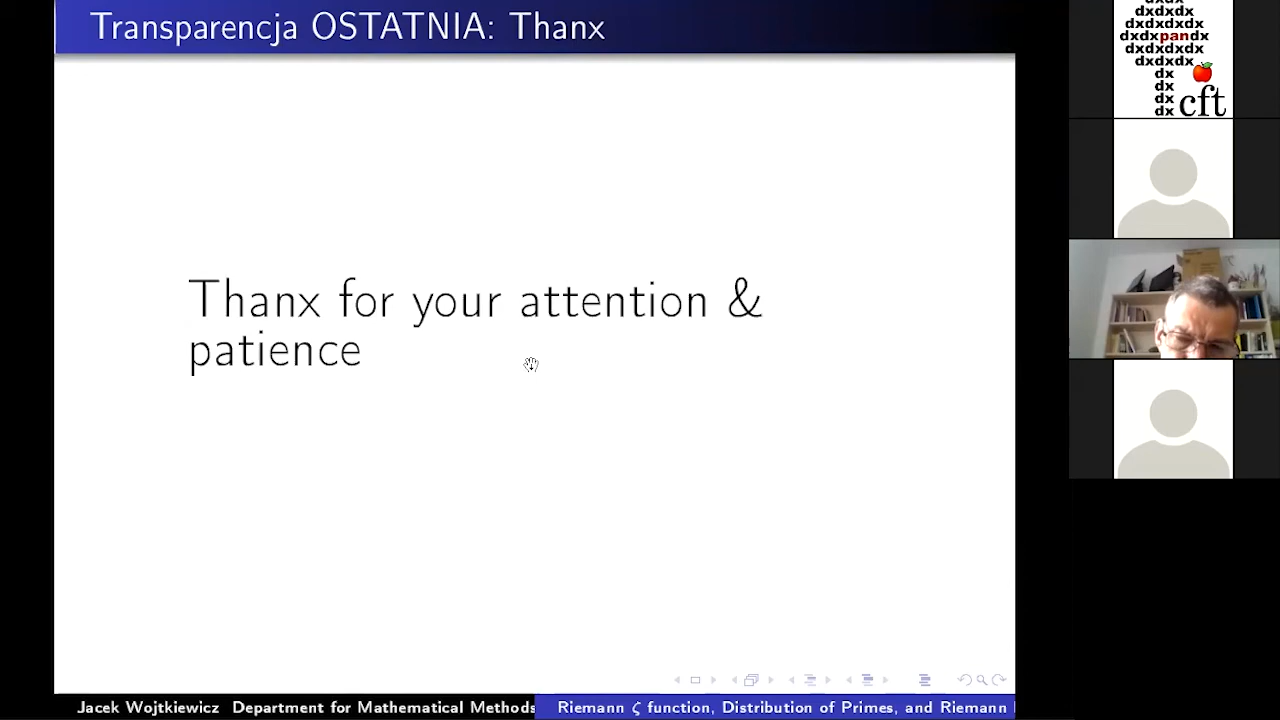 Transparencja OSTATNIA: Thanx
Thanx for your attention &
patience
Jacek Wojtkiewicz Department for Mathematical Methods
Riemann ζ function, Distribution of Primes, and Riemann
dxdxdx
dxdxdxdx
dxdxpandx
dxdxdxdx
dxdxdx
dx
dx
dx
dx
cft